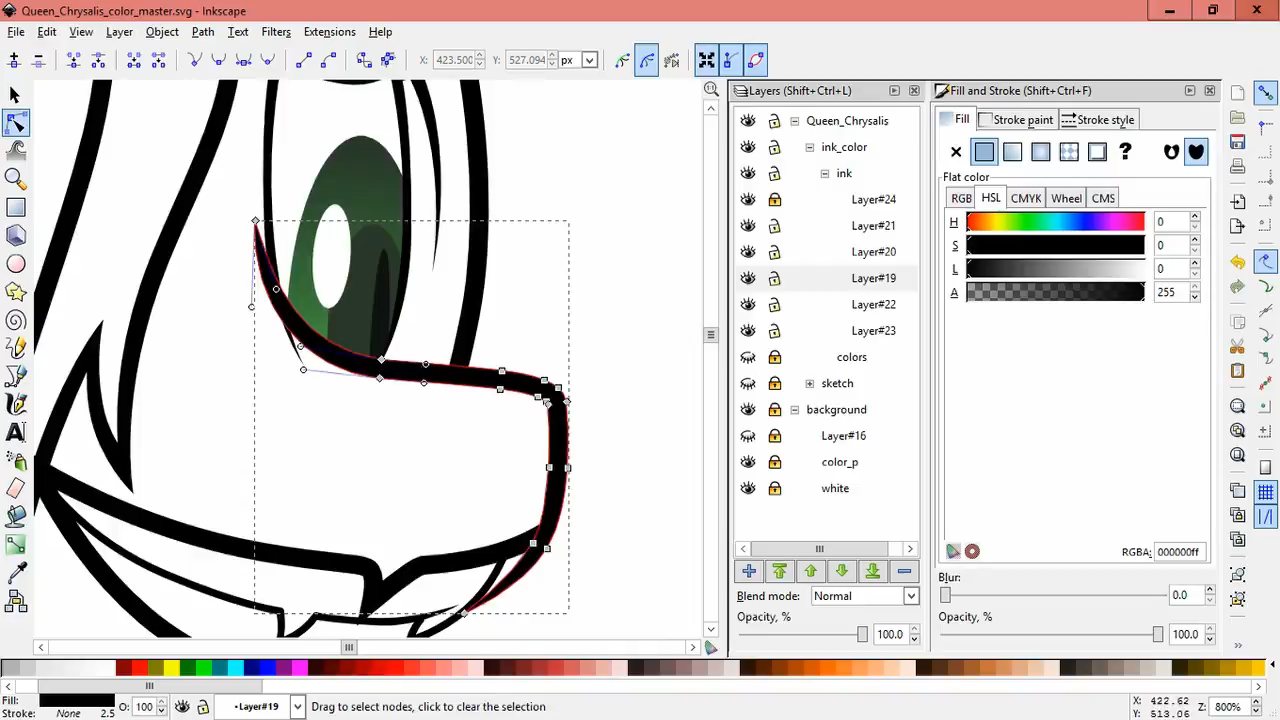 Queen_Chrysalis_color_master.svg - Inkscape
File Edit View Layer Object Path Text Filters Extensions Help
X: 423.500 Y: 527.094 px
Layers (Shift+Ctrl+L)
Queen_Chrysalis
ink_color
ink
Layer#24
Layer#21
Layer#20
Layer#19
Layer#22
Layer#23
colors
sketch
background
Layer#16
color_p
white
Blend mode: Normal
Opacity, % 100.0
Fill and Stroke (Shift+Ctrl+F)
Fill Stroke paint Stroke style
Flat color
RGB HSL CMYK Wheel CMS
H 0
S 0
L 0
A 255
RGBA: 000000ff
Blur:
0.0
Opacity, %
100.0
Fill:
Stroke: None 2.5
O: 100
•Layer#19
Drag to select nodes, click to clear the selection
X: 422.62
Y: 513.06
Z: 800%